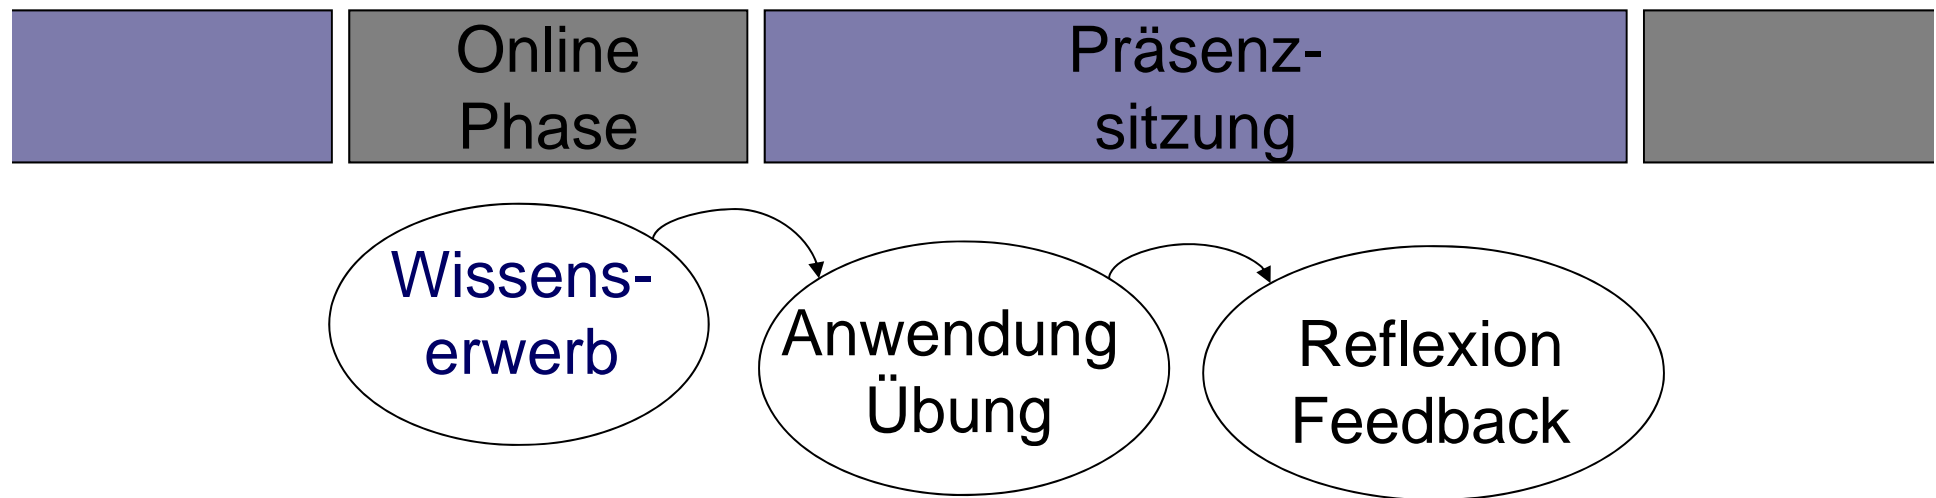 Online
Phase
Präsenz-
sitzung
Wissens-
erwerb
Anwendung
Übung
Reflexion
Feedback